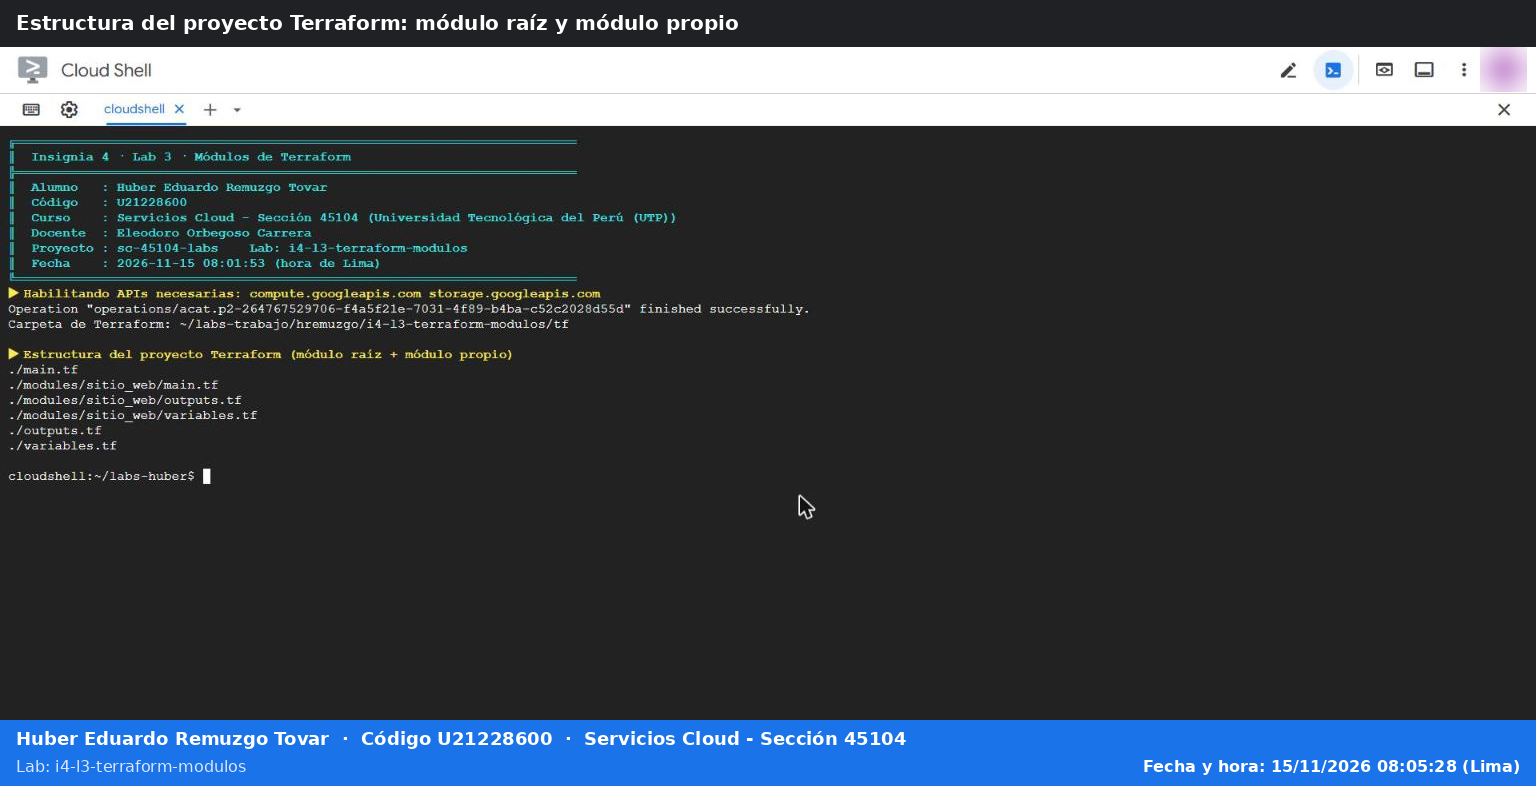 Estructura del proyecto Terraform: módulo raíz y módulo propio
Cloud Shell
cloudshell
Insignia 4 · Lab 3 · Módulos de Terraform
Alumno : Huber Eduardo Remuzgo Tovar
Código : U21228600
Curso : Servicios Cloud - Sección 45104 (Universidad Tecnológica del Perú (UTP))
Docente : Eleodoro Orbegoso Carrera
Proyecto : sc-45104-labs Lab: i4-l3-terraform-modulos
Fecha : 2026-11-15 08:01:53 (hora de Lima)
▶ Habilitando APIs necesarias: compute.googleapis.com storage.googleapis.com
Operation "operations/acat.p2-264767529706-f4a5f21e-7031-4f89-b4ba-c52c2028d55d" finished successfully.
Carpeta de Terraform: ~/labs-trabajo/hremuzgo/i4-l3-terraform-modulos/tf
▶ Estructura del proyecto Terraform (módulo raíz + módulo propio)
./main.tf
./modules/sitio_web/main.tf
./modules/sitio_web/outputs.tf
./modules/sitio_web/variables.tf
./outputs.tf
./variables.tf
cloudshell:~/labs-huber$
Huber Eduardo Remuzgo Tovar · Código U21228600 · Servicios Cloud - Sección 45104
Lab: i4-l3-terraform-modulos
Fecha y hora: 15/11/2026 08:05:28 (Lima)